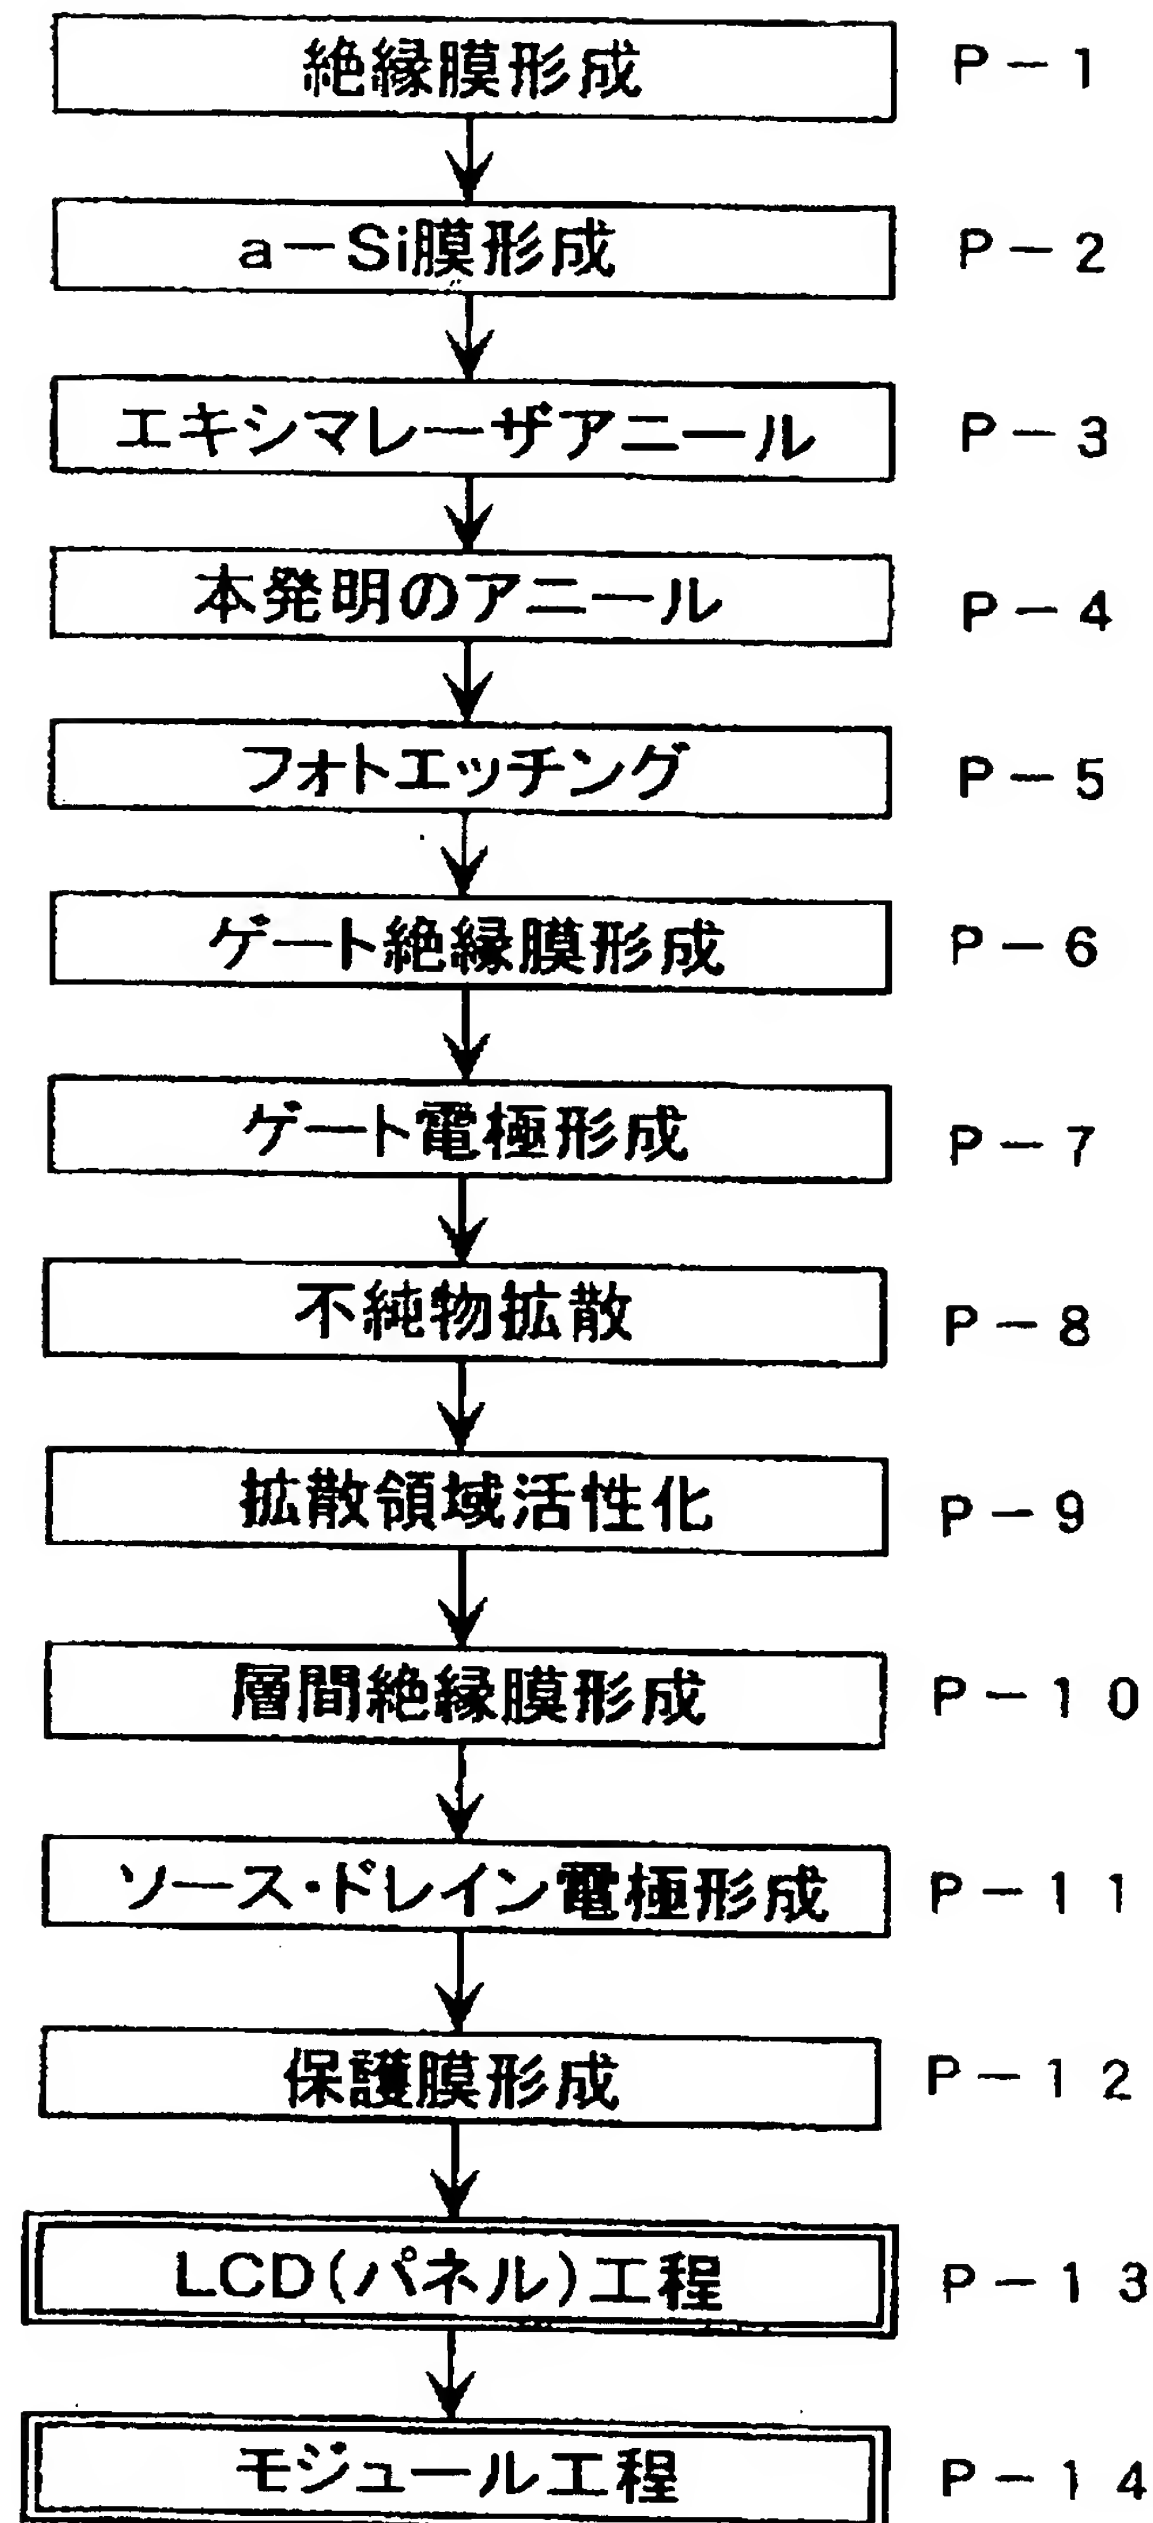 絶縁膜形成 P－1
a－Si膜形成 P－2
エキシマレーザアニール P－3
本発明のアニール P－4
フォトエッチング P－5
ゲート絶縁膜形成 P－6
ゲート電極形成 P－7
不純物拡散 P－8
拡散領域活性化 P－9
層間絶縁膜形成 P－10
ソース・ドレイン電極形成 P－11
保護膜形成 P－12
LCD(パネル)工程 P－13
モジュール工程 P－14